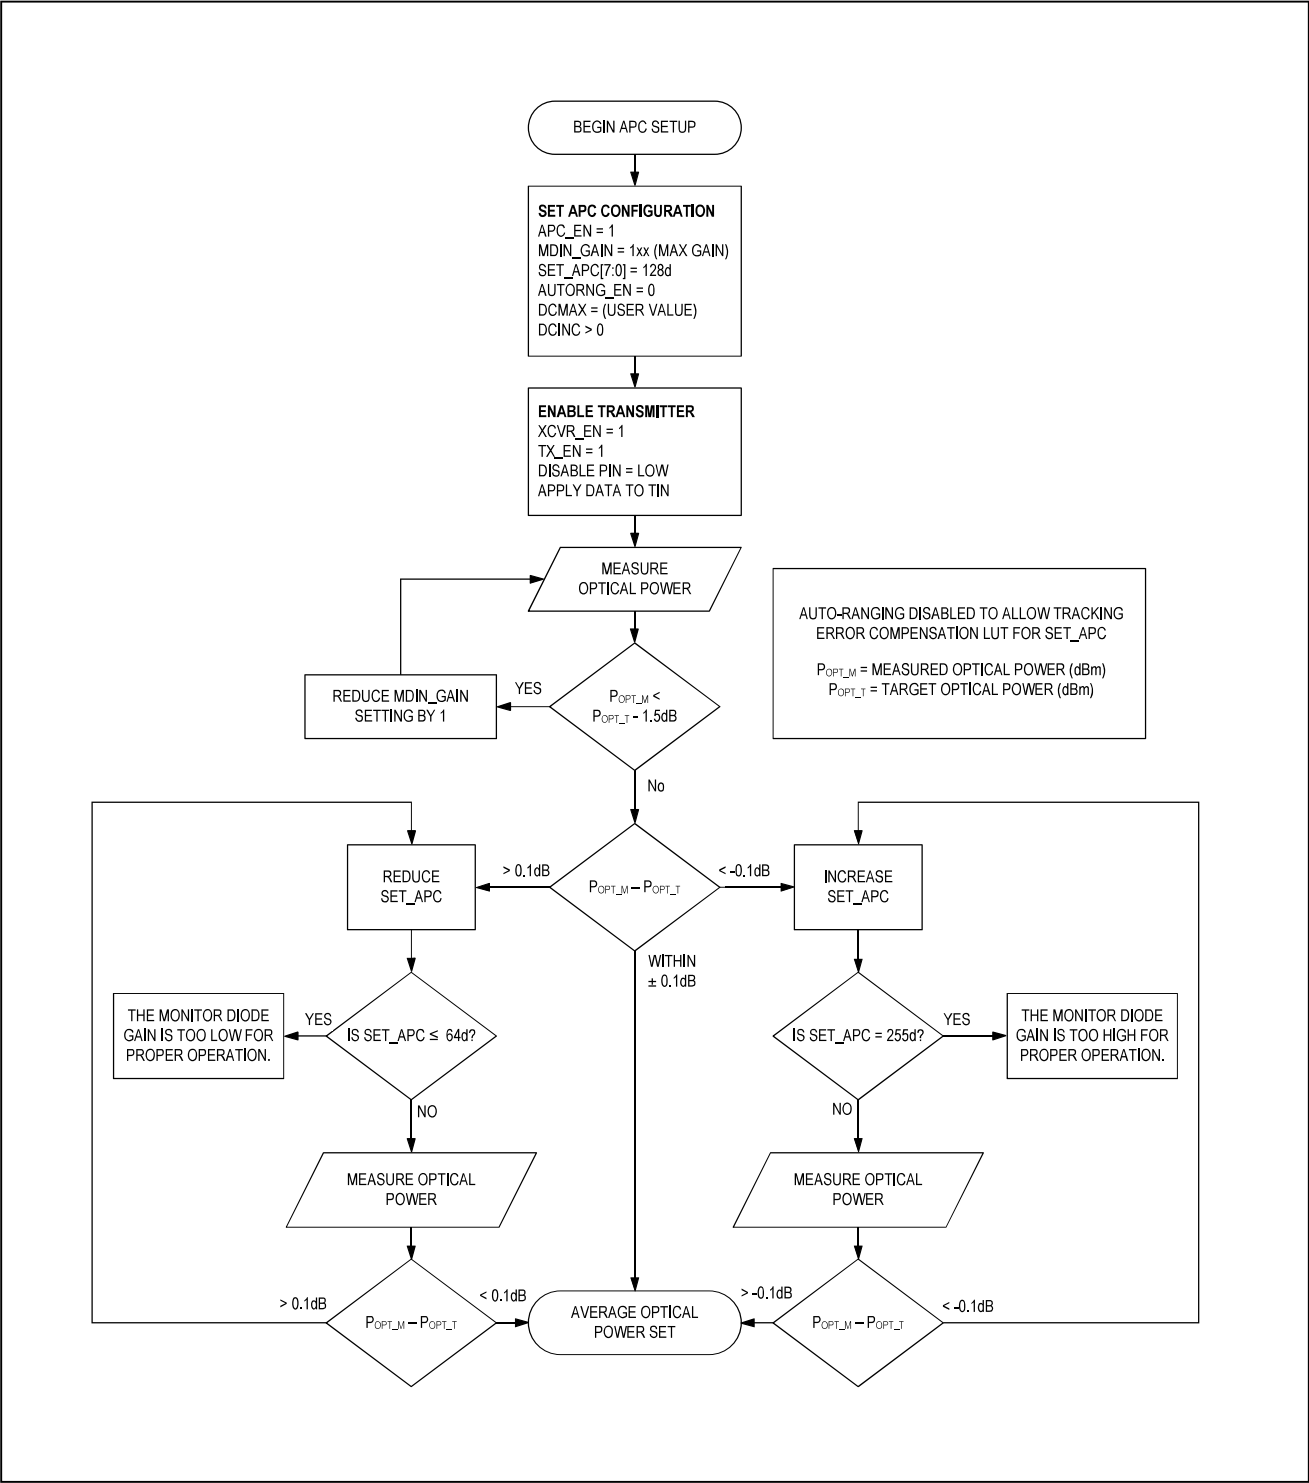 BEGIN APC SETUP
SET APC CONFIGURATION
APC_EN = 1
MDIN_GAIN = 1xx (MAX GAIN)
SET_APC[7:0] = 128d
AUTORNG_EN = 0
DCMAX = (USER VALUE)
DCINC > 0
ENABLE TRANSMITTER
XCVR_EN = 1
TX_EN = 1
DISABLE PIN = LOW
APPLY DATA TO TIN
MEASURE
OPTICAL POWER
AUTO-RANGING DISABLED TO ALLOW TRACKING
ERROR COMPENSATION LUT FOR SET_APC
POPT_M = MEASURED OPTICAL POWER (dBm)
POPT_T = TARGET OPTICAL POWER (dBm)
REDUCE MDIN_GAIN
SETTING BY 1
YES
POPT_M <
POPT_T - 1.5dB
No
REDUCE
SET_APC
> 0.1dB
POPT_M – POPT_T
< -0.1dB
INCREASE
SET_APC
WITHIN
± 0.1dB
THE MONITOR DIODE
GAIN IS TOO LOW FOR
PROPER OPERATION.
YES
IS SET_APC ≤ 64d?
NO
IS SET_APC = 255d?
YES
THE MONITOR DIODE
GAIN IS TOO HIGH FOR
PROPER OPERATION.
NO
MEASURE OPTICAL
POWER
MEASURE OPTICAL
POWER
> 0.1dB
POPT_M – POPT_T
< 0.1dB
AVERAGE OPTICAL
POWER SET
> -0.1dB
POPT_M – POPT_T
< -0.1dB